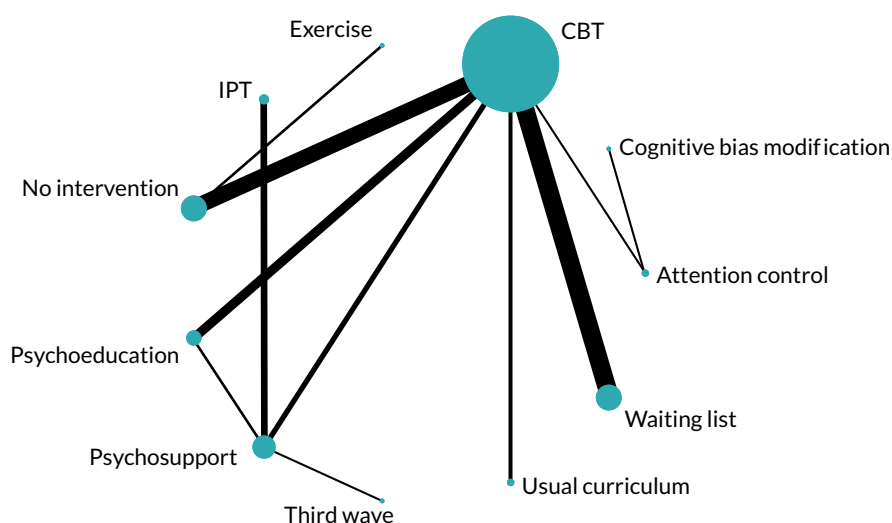 Exercise
CBT
IPT
Cognitive bias modification
No intervention
Attention control
Psychoeducation
Waiting list
Psychosupport
Usual curriculum
Third wave